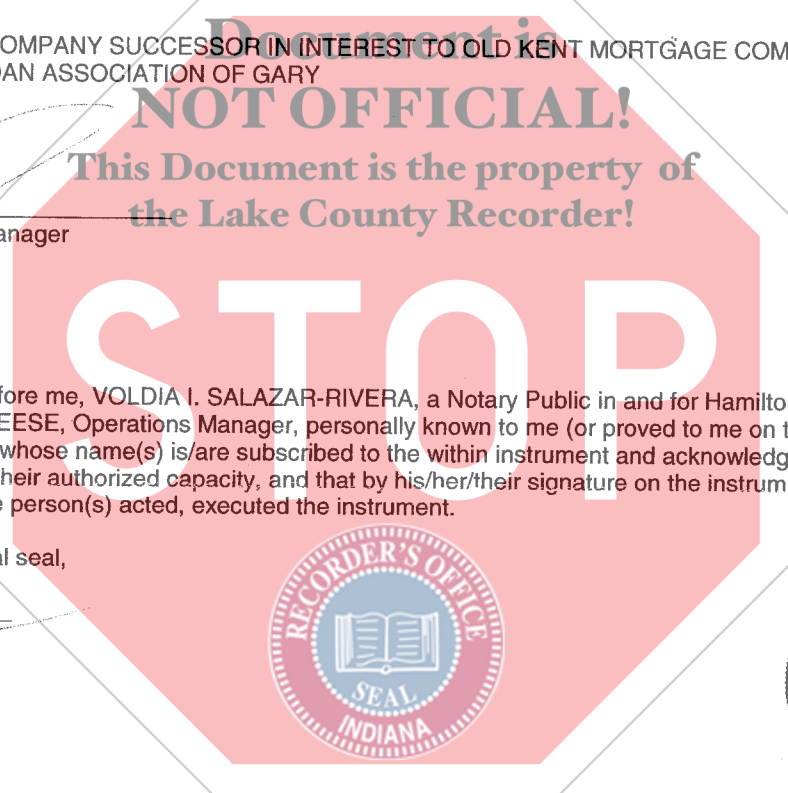 Document is
OMPANY SUCCESSOR IN INTEREST TO OLD KENT MORTGAGE COM
OAN ASSOCIATION OF GARY
NOT OFFICIAL!
This Document is the property of
the Lake County Recorder!
anager
STOP
fore me, VOLDIA I. SALAZAR-RIVERA, a Notary Public in and for Hamilto
EESE, Operations Manager, personally known to me (or proved to me on t
whose name(s) is/are subscribed to the within instrument and acknowledg
heir authorized capacity, and that by his/her/their signature on the instrum
e person(s) acted, executed the instrument.
al seal,
RECORDER'S OFFICE
SEAL
INDIANA